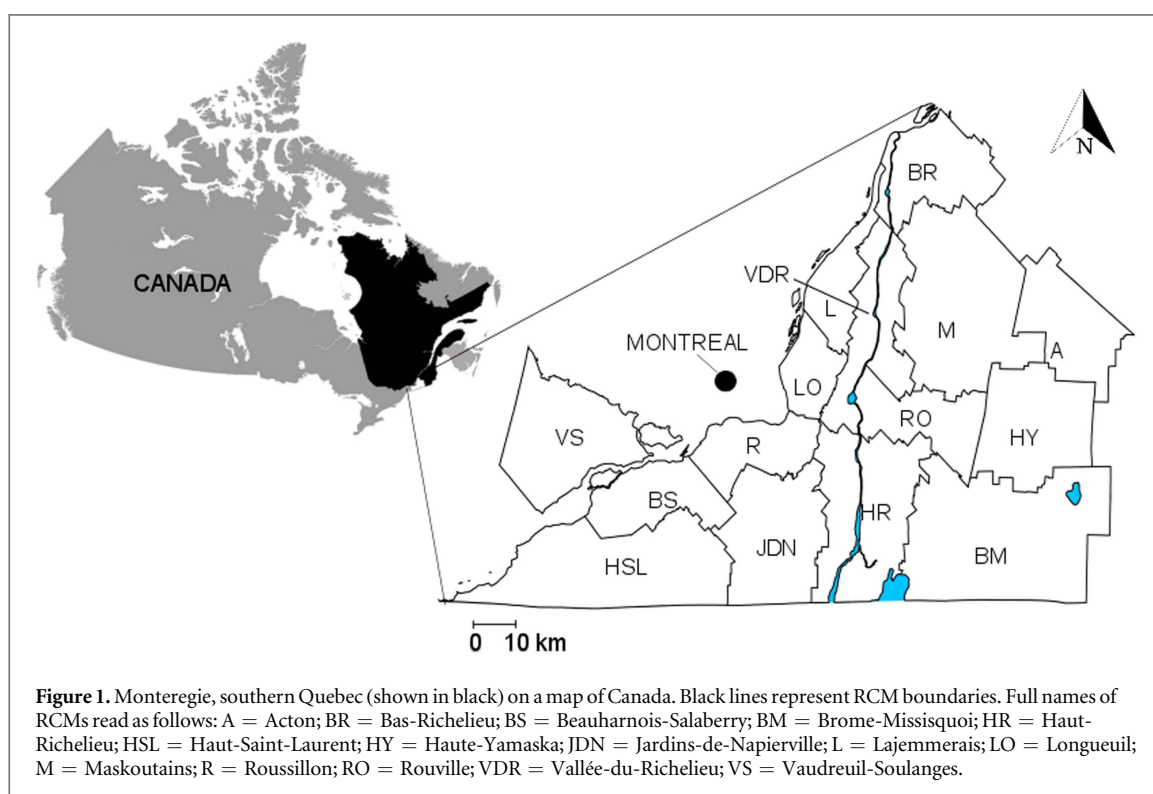 CANADA
N
BR
VDR
L
M
A
MONTREAL
LO
RO
HY
VS
R
BS
HR
JDN
BM
HSL
0 10 km
Figure 1. Monteregie, southern Quebec (shown in black) on a map of Canada. Black lines represent RCM boundaries. Full names of
RCMs read as follows: A = Acton; BR = Bas-Richelieu; BS = Beauharnois-Salaberry; BM = Brome-Missisquoi; HR = Haut-
Richelieu; HSL = Haut-Saint-Laurent; HY = Haute-Yamaska; JDN = Jardins-de-Napierville; L = Lajemmerais; LO = Longueuil;
M = Maskoutains; R = Roussillon; RO = Rouville; VDR = Vallée-du-Richelieu; VS = Vaudreuil-Soulanges.